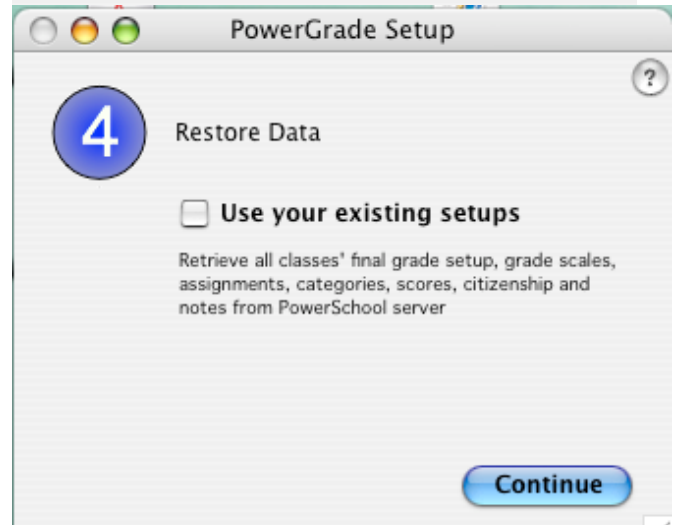 PowerGrade Setup
?
4
Restore Data
Use your existing setups
Retrieve all classes' final grade setup, grade scales,
assignments, categories, scores, citizenship and
notes from PowerSchool server
Continue